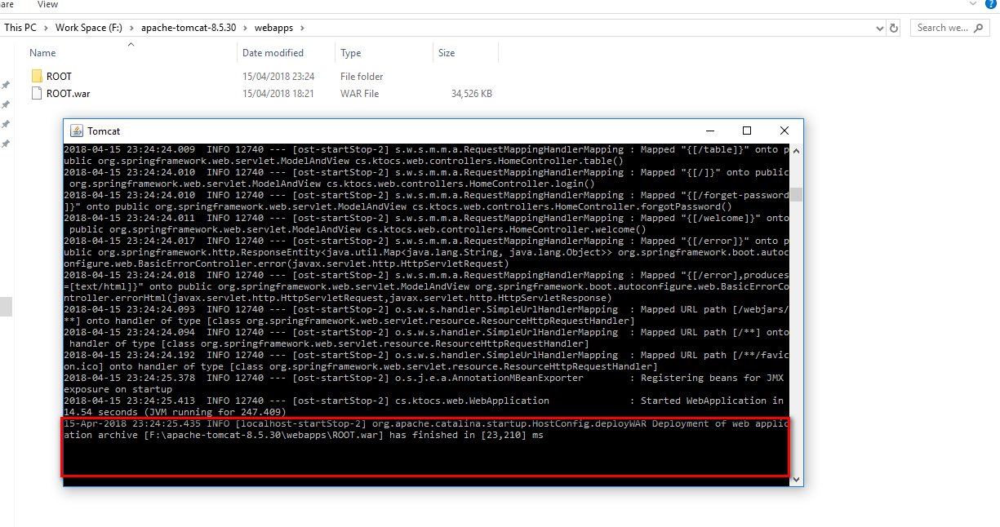 are View
This PC > Work Space (F:) > apache-tomcat-8.5.30 > webapps >
Search we...
Name Date modified Type Size
ROOT 15/04/2018 23:24 File folder
ROOT.war 15/04/2018 18:21 WAR File 34,526 KB
Tomcat
2018-04-15 23:24:24.009  INFO 12740 --- [ost-startStop-2] s.w.s.m.m.a.RequestMappingHandlerMapping : Mapped "{[/table]}" onto p
ublic org.springframework.web.servlet.ModelAndView cs.ktocs.web.controllers.HomeController.table()
2018-04-15 23:24:24.010  INFO 12740 --- [ost-startStop-2] s.w.s.m.m.a.RequestMappingHandlerMapping : Mapped "{[/]}" onto public
 org.springframework.web.servlet.ModelAndView cs.ktocs.web.controllers.HomeController.login()
2018-04-15 23:24:24.010  INFO 12740 --- [ost-startStop-2] s.w.s.m.m.a.RequestMappingHandlerMapping : Mapped "{[/forget-password
]}" onto public org.springframework.web.servlet.ModelAndView cs.ktocs.web.controllers.HomeController.forgotPassword()
2018-04-15 23:24:24.011  INFO 12740 --- [ost-startStop-2] s.w.s.m.m.a.RequestMappingHandlerMapping : Mapped "{[/welcome]}" onto
 public org.springframework.web.servlet.ModelAndView cs.ktocs.web.controllers.HomeController.welcome()
2018-04-15 23:24:24.017  INFO 12740 --- [ost-startStop-2] s.w.s.m.m.a.RequestMappingHandlerMapping : Mapped "{[/error]}" onto p
ublic org.springframework.http.ResponseEntity<java.util.Map<java.lang.String, java.lang.Object>> org.springframework.boot.autoc
onfigure.web.BasicErrorController.error(javax.servlet.http.HttpServletRequest)
2018-04-15 23:24:24.018  INFO 12740 --- [ost-startStop-2] s.w.s.m.m.a.RequestMappingHandlerMapping : Mapped "{[/error],produces
=[text/html]}" onto public org.springframework.web.servlet.ModelAndView org.springframework.boot.autoconfigure.web.BasicErrorCo
ntroller.errorHtml(javax.servlet.http.HttpServletRequest,javax.servlet.http.HttpServletResponse)
2018-04-15 23:24:24.093  INFO 12740 --- [ost-startStop-2] o.s.w.s.handler.SimpleUrlHandlerMapping  : Mapped URL path [/webjars/
**] onto handler of type [class org.springframework.web.servlet.resource.ResourceHttpRequestHandler]
2018-04-15 23:24:24.094  INFO 12740 --- [ost-startStop-2] o.s.w.s.handler.SimpleUrlHandlerMapping  : Mapped URL path [/**] onto
 handler of type [class org.springframework.web.servlet.resource.ResourceHttpRequestHandler]
2018-04-15 23:24:24.192  INFO 12740 --- [ost-startStop-2] o.s.w.s.handler.SimpleUrlHandlerMapping  : Mapped URL path [/**/favic
on.ico] onto handler of type [class org.springframework.web.servlet.resource.ResourceHttpRequestHandler]
2018-04-15 23:24:25.378  INFO 12740 --- [ost-startStop-2] o.s.j.e.a.AnnotationMBeanExporter        : Registering beans for JMX
exposure on startup
2018-04-15 23:24:25.413  INFO 12740 --- [ost-startStop-2] cs.ktocs.web.WebApplication              : Started WebApplication in
14.54 seconds (JVM running for 247.409)
15-Apr-2018 23:24:25.435 INFO [localhost-startStop-2] org.apache.catalina.startup.HostConfig.deployWAR Deployment of web applic
ation archive [F:\apache-tomcat-8.5.30\webapps\ROOT.war] has finished in [23,210] ms